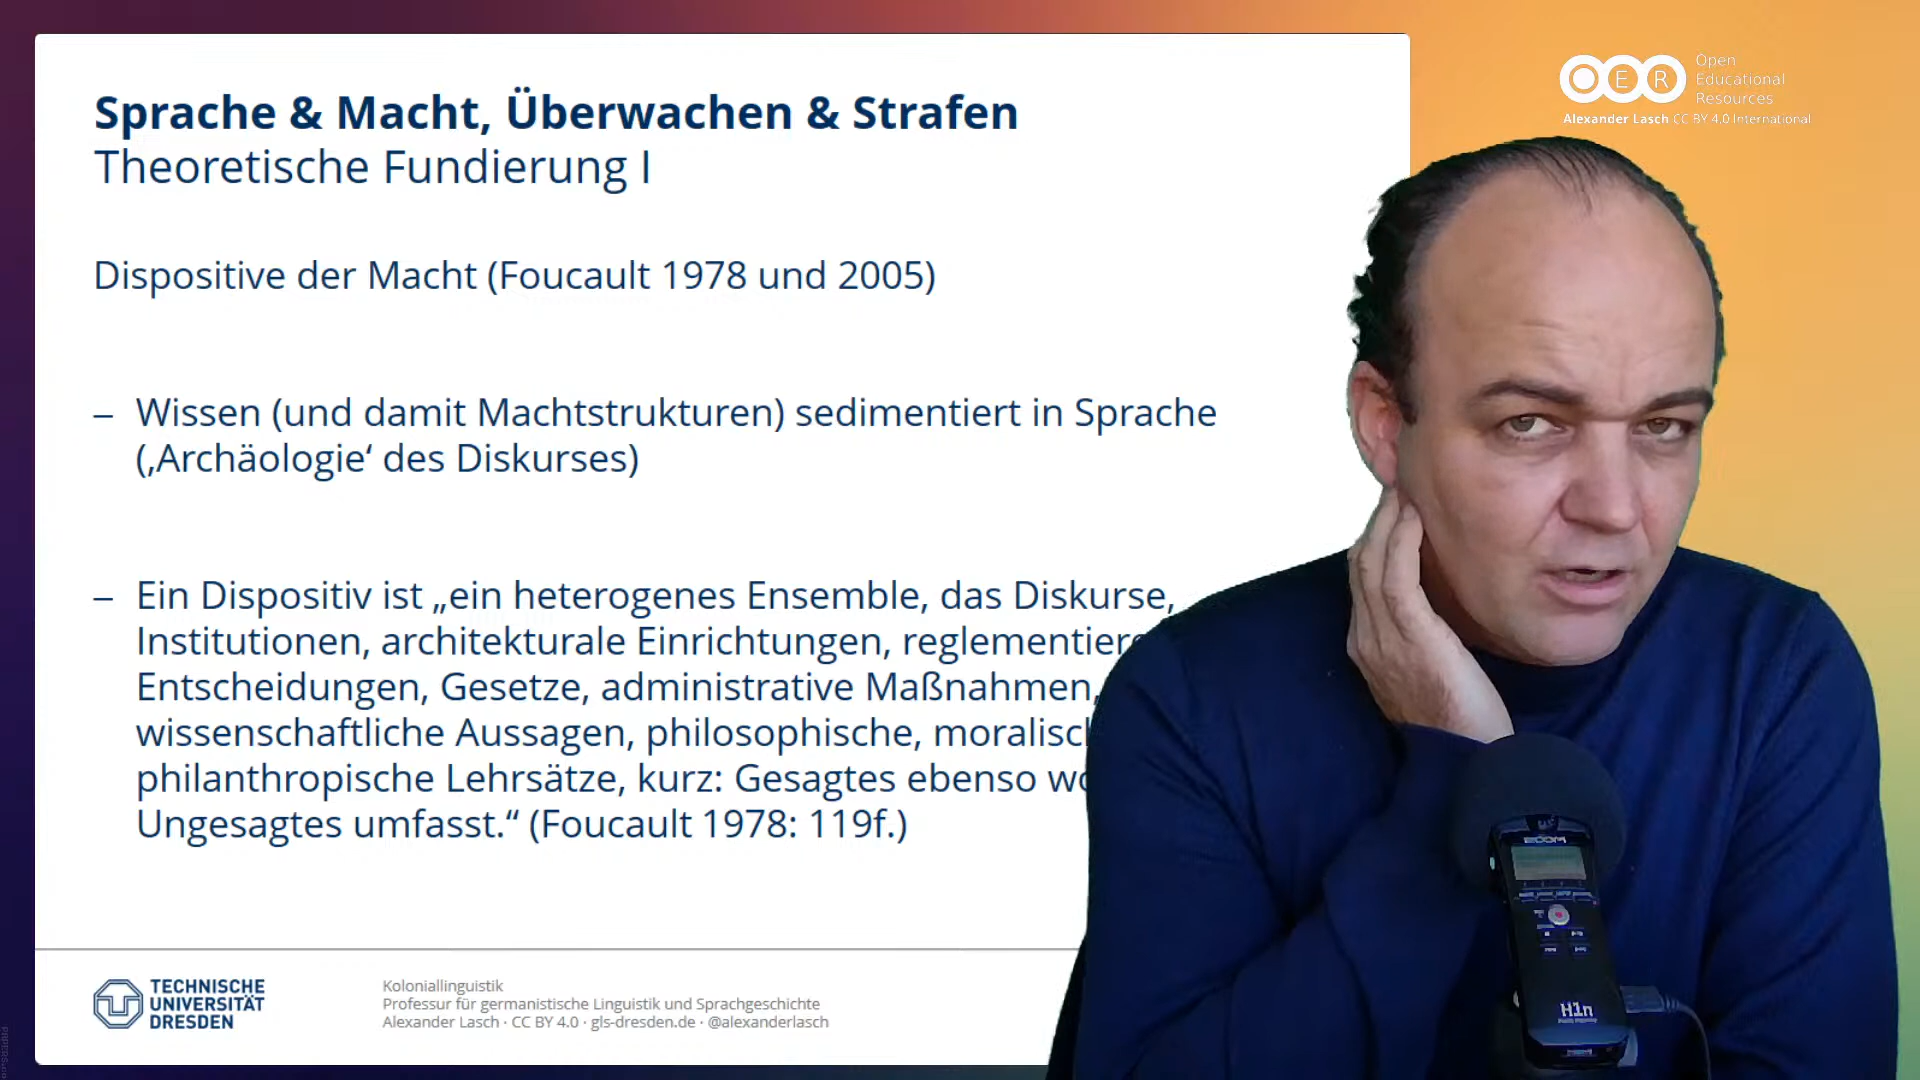 Sprache & Macht, Überwachen & Strafen
Theoretische Fundierung I
Dispositive der Macht (Foucault 1978 und 2005)
– Wissen (und damit Machtstrukturen) sedimentiert in Sprache
(‚Archäologie‘ des Diskurses)
– Ein Dispositiv ist „ein heterogenes Ensemble, das Diskurse,
Institutionen, architekturale Einrichtungen,
Entscheidungen, Gesetze, administrative Maßnahmen,
wissenschaftliche Aussagen, philosophische,
philanthropische Lehrsätze, kurz: Gesagtes ebenso
Ungesagtes umfasst.“ (Foucault 1978: 119f.)
TECHNISCHE
UNIVERSITÄT
DRESDEN
Koloniallinguistik
Professur für germanistische Linguistik und Sprachgeschichte
Alexander Lasch · CC BY 4.0 · gls-dresden.de · @alexanderlasch
OER
Open
Educational
Resources
Alexander Lasch CC BY 4.0 International
zoom
H1n